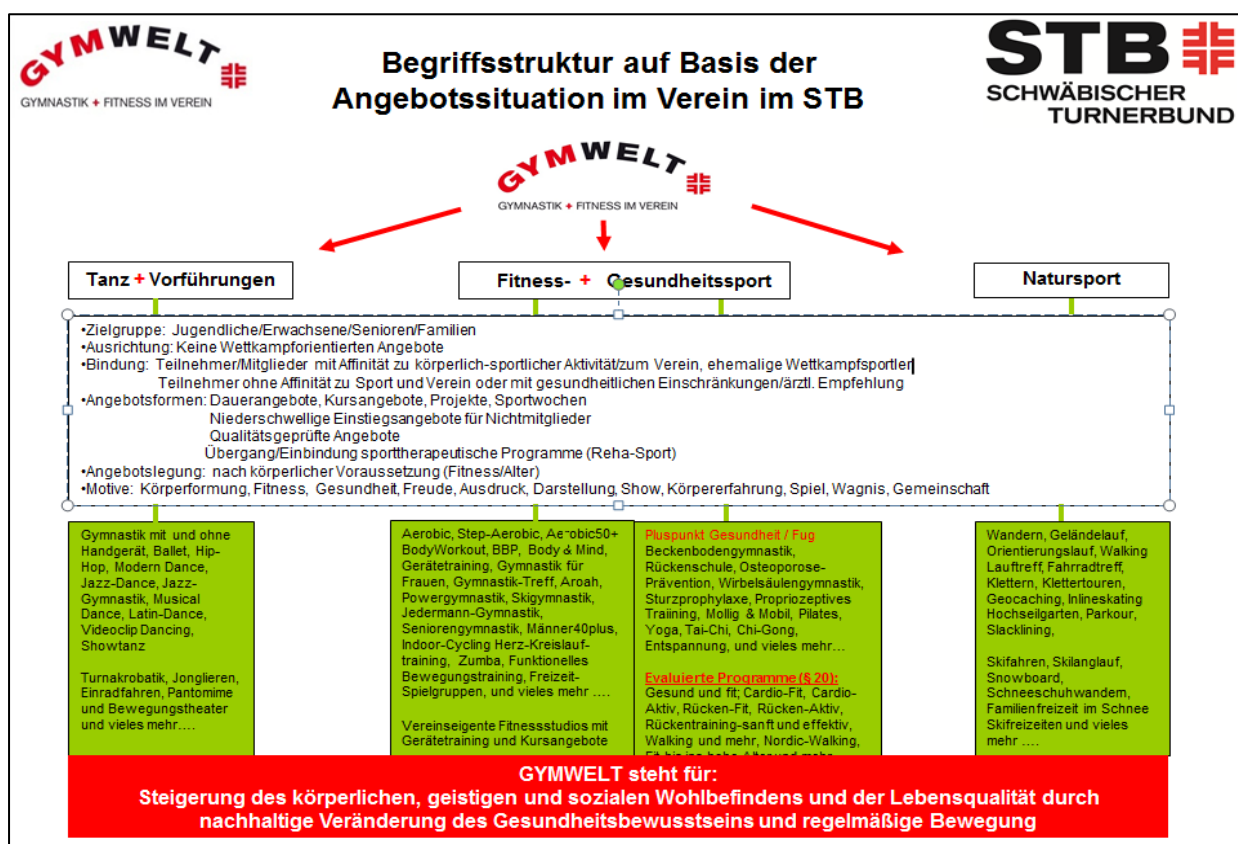 GYMWELT
GYMNASTIK + FITNESS IM VEREIN
Begriffsstruktur auf Basis der
Angebotssituation im Verein im STB
STB
SCHWÄBISCHER
TURNERBUND
GYMWELT
GYMNASTIK + FITNESS IM VEREIN
Tanz + Vorführungen
Fitness- + Gesundheitssport
Natursport
•Zielgruppe: Jugendliche/Erwachsene/Senioren/Familien
•Ausrichtung: Keine Wettkampforientierten Angebote
•Bindung: Teilnehmer/Mitglieder mit Affinität zu körperlich-sportlicher Aktivität/zum Verein, ehemalige Wettkampfsportler
Teilnehmer ohne Affinität zu Sport und Verein oder mit gesundheitlichen Einschränkungen/ärztl. Empfehlung
•Angebotsformen: Dauerangebote, Kursangebote, Projekte, Sportwochen
Niederschwellige Einstiegsangebote für Nichtmitglieder
Qualitätsgeprüfte Angebote
Übergang/Einbindung sporttherapeutische Programme (Reha-Sport)
•Angebotslegung: nach körperlicher Voraussetzung (Fitness/Alter)
•Motive: Körperformung, Fitness, Gesundheit, Freude, Ausdruck, Darstellung, Show, Körpererfahrung, Spiel, Wagnis, Gemeinschaft
Gymnastik mit und ohne
Handgerät, Ballet, Hip-
Hop, Modern Dance,
Jazz-Dance, Jazz-
Gymnastik, Musical
Dance, Latin-Dance,
Videoclip Dancing,
Showtanz
Turnakrobatik, Jonglieren,
Einradfahren, Pantomime
und Bewegungstheater
und vieles mehr....
Aerobic, Step-Aerobic, Aerobic50+
BodyWorkout, BBP, Body & Mind,
Gerätetraining, Gymnastik für
Frauen, Gymnastik-Treff, Aroah,
Powergymnastik, Skigymnastik,
Jedermann-Gymnastik,
Seniorengymnastik, Männer40plus,
Indoor-Cycling Herz-Kreislauf-
training, Zumba, Funktionelles
Bewegungstraining, Freizeit-
Spielgruppen, und vieles mehr ....
Vereinseigente Fitnessstudios mit
Gerätetraining und Kursangebote
Pluspunkt Gesundheit / Fug
Beckenbodengymnastik,
Rückenschule, Osteoporose-
Prävention, Wirbelsäulengymnastik,
Sturzprophylaxe, Propriozeptives
Traiining, Mollig & Mobil, Pilates,
Yoga, Tai-Chi, Chi-Gong,
Entspannung, und vieles mehr...
Evaluierte Programme (§ 20):
Gesund und fit; Cardio-Fit, Cardio-
Aktiv, Rücken-Fit, Rücken-Aktiv,
Rückentraining-sanft und effektiv,
Walking und mehr, Nordic-Walking,
Fit bis ins hohe Alter und mehr
Wandern, Geländelauf,
Orientierungslauf, Walking
Lauftreff, Fahrradtreff,
Klettern, Klettertouren,
Geocaching, Inlineskating
Hochseilgarten, Parkour,
Slacklining,
Skifahren, Skilanglauf,
Snowboard,
Schneeschuhwandern,
Familienfreizeit im Schnee
Skifreizeiten und vieles
mehr ....
GYMWELT steht für:
Steigerung des körperlichen, geistigen und sozialen Wohlbefindens und der Lebensqualität durch
nachhaltige Veränderung des Gesundheitsbewusstseins und regelmäßige Bewegung